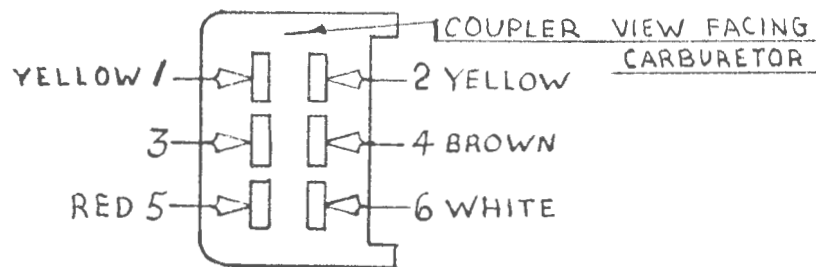 COUPLER VIEW FACING
CARBURETOR
YELLOW 1
2 YELLOW
3
4 BROWN
RED 5
6 WHITE